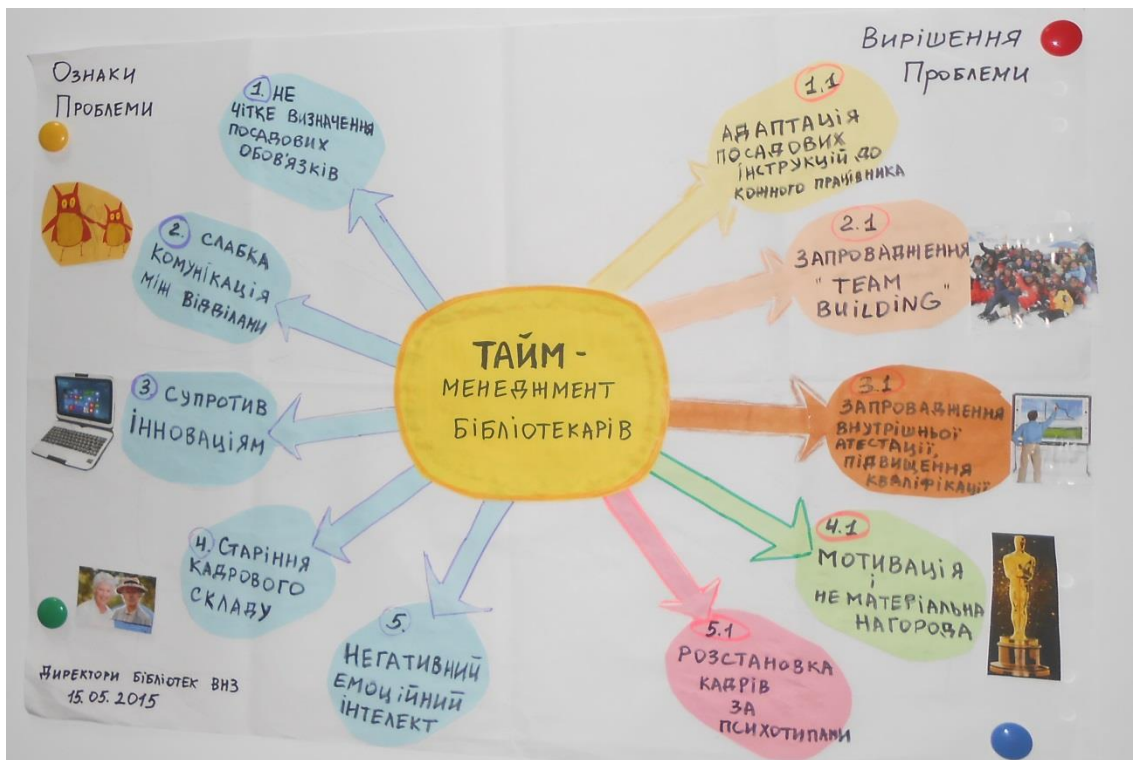 Ознаки
Проблеми
1. НЕ
ЧІТКЕ ВИЗНАЧЕННЯ
ПОСАДОВИХ
ОБОВ'ЯЗКІВ
2. СЛАБКА
КОМУНІКАЦІЯ
МІЖ ВІДДІЛАМИ
3. СУПРОТИВ
ІННОВАЦІЯМ
4. СТАРІННЯ
КАДРОВОГО
СКЛАДУ
5.
НЕГАТИВНИЙ
ЕМОЦІЙНИЙ
ІНТЕЛЕКТ
ДИРЕКТОРИ БІБЛІОТЕК ВНЗ
15.05.2015
ТАЙМ-
МЕНЕДЖМЕНТ
БІБЛІОТЕКАРІВ
Вирішення
Проблеми
1.1
АДАПТАЦІЯ
ПОСАДОВИХ
ІНСТРУКЦІЙ ДО
КОЖНОГО ПРАЦІВНИКА
2.1
ЗАПРОВАДЖЕННЯ
"TEAM
BUILDING"
3.1
ЗАПРОВАДЖЕННЯ
ВНУТРІШНЬОЇ
АТЕСТАЦІЇ,
ПІДВИЩЕННЯ
КВАЛІФІКАЦІЇ
4.1
МОТИВАЦІЯ
І
НЕМАТЕРІАЛЬНА
НАГОРОДА
5.1
РОЗСТАНОВКА
КАДРІВ
ЗА
ПСИХОТИПАМИ